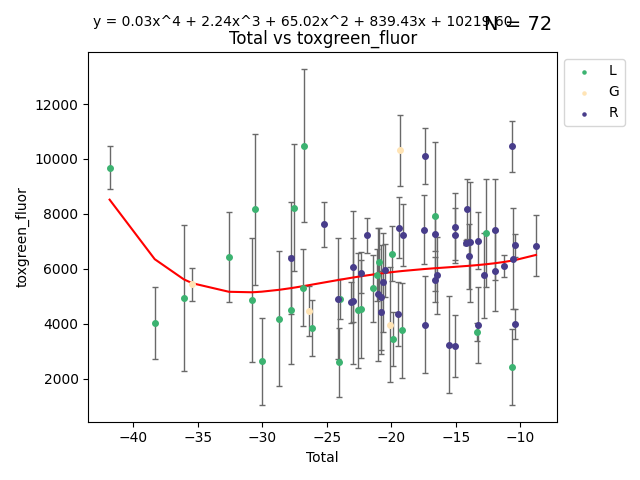 y = 0.03x^4 + 2.24x^3 + 65.02x^2 + 839.43x + 10219.60
N = 72
Total vs toxgreen_fluor
L
G
R
12000
10000
8000
6000
4000
2000
toxgreen_fluor
−40
−35
−30
−25
−20
−15
−10
Total